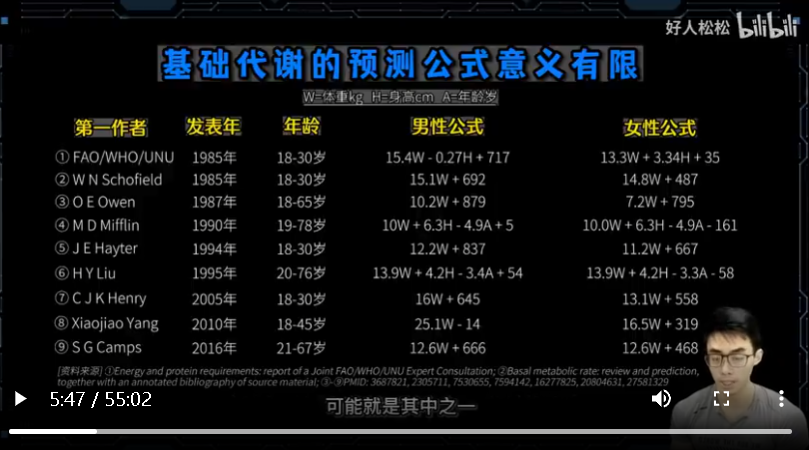 好人松松 bilibili
基础代谢的预测公式意义有限
W=体重kg H=身高cm A=年龄岁
第一作者 发表年 年龄 男性公式 女性公式
① FAO/WHO/UNU 1985年 18-30岁 15.4W - 0.27H + 717 13.3W + 3.34H + 35
② W N Schofield 1985年 18-30岁 15.1W + 692 14.8W + 487
③ O E Owen 1987年 18-65岁 10.2W + 879 7.2W + 795
④ M D Mifflin 1990年 19-78岁 10W + 6.3H - 4.9A + 5 10.0W + 6.3H - 4.9A - 161
⑤ J E Hayter 1994年 18-30岁 12.2W + 837 11.2W + 667
⑥ H Y Liu 1995年 20-76岁 13.9W + 4.2H - 3.4A + 54 13.9W + 4.2H - 3.3A - 58
⑦ C J K Henry 2005年 18-30岁 16W + 645 13.1W + 558
⑧ Xiaojiao Yang 2010年 18-45岁 25.1W - 14 16.5W + 319
⑨ S G Camps 2016年 21-67岁 12.6W + 666 12.6W + 468
[资料来源] ①Energy and protein requirements: report of a Joint FAO/WHO/UNU Expert Consultation; ②Basal metabolic rate: review and prediction,
together with an annotated bibliography of source material; ③-⑨PMID: 3687821, 2305711, 7530655, 7594142, 16277825, 20804631, 27581329
5:47 / 55:02
可能就是其中之一